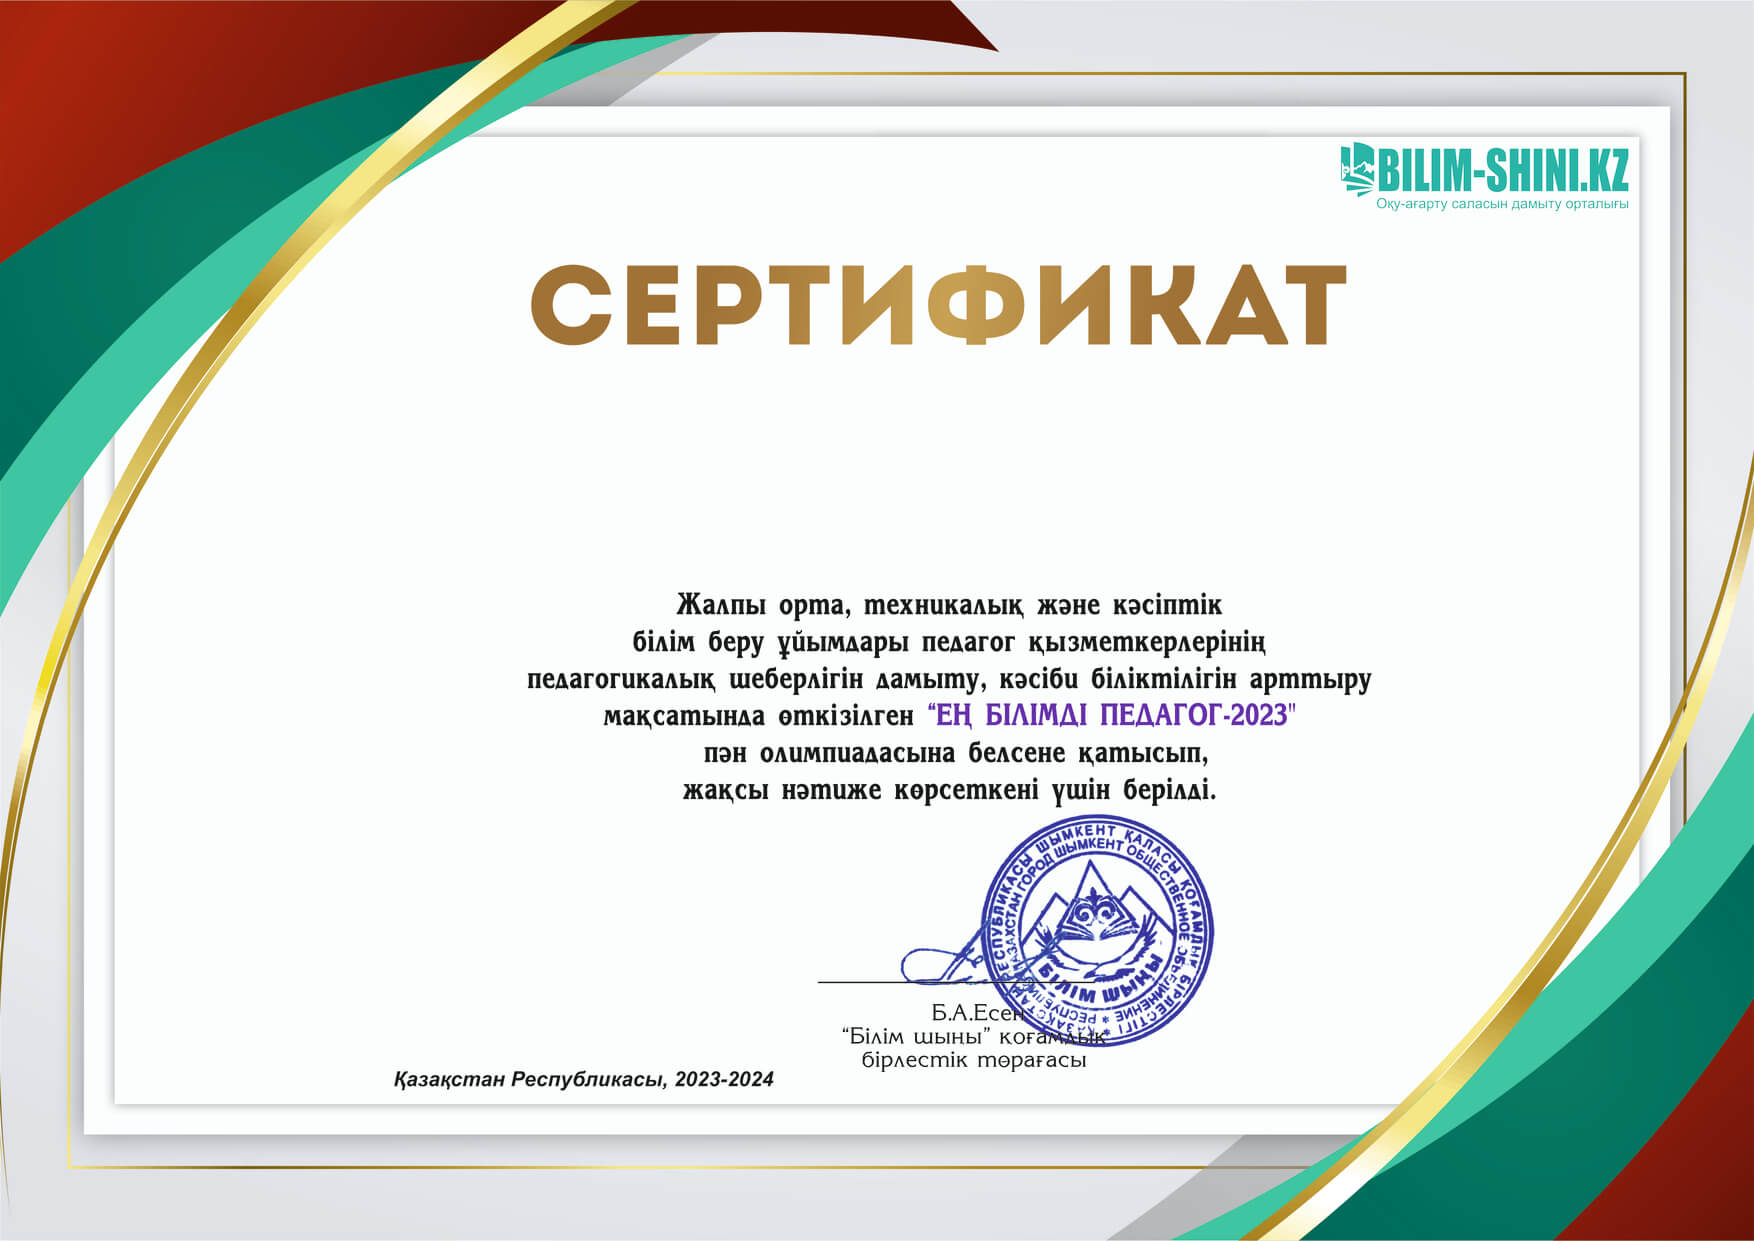 BILIM-SHINI.KZ
Оқу-ағарту саласын дамыту орталығы
СЕРТИФИКАТ
Жалпы орта, техникалық және кәсіптік
білім беру ұйымдары педагог қызметкерлерінің
педагогикалық шеберлігін дамыту, кәсіби біліктілігін арттыру
мақсатында өткізілген “ЕҢ БІЛІМДІ ПЕДАГОГ-2023"
пән олимпиадасына белсене қатысып,
жақсы нәтиже көрсеткені үшін берілді.
ҚАЗАҚСТАН РЕСПУБЛИКАСЫ ШЫМКЕНТ ҚАЛАСЫ ҚОҒАМДЫҚ БІРЛЕСТІГІ
РЕСПУБЛИКА КАЗАХСТАН ГОРОД ШЫМКЕНТ ОБЩЕСТВЕННОЕ ОБЪЕДИНЕНИЕ
БІЛІМ ШЫҢЫ
Б.А.Есен
“Білім шыңы” қоғамдық
бірлестік төрағасы
Қазақстан Республикасы, 2023-2024